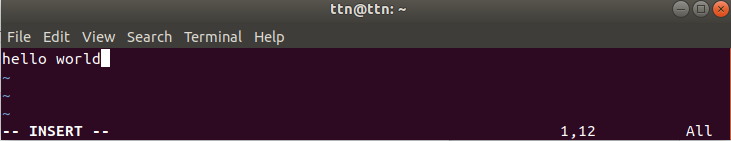 ttn@ttn: ~
File Edit View Search Terminal Help
hello world
~
~
~
-- INSERT -- 1,12 All